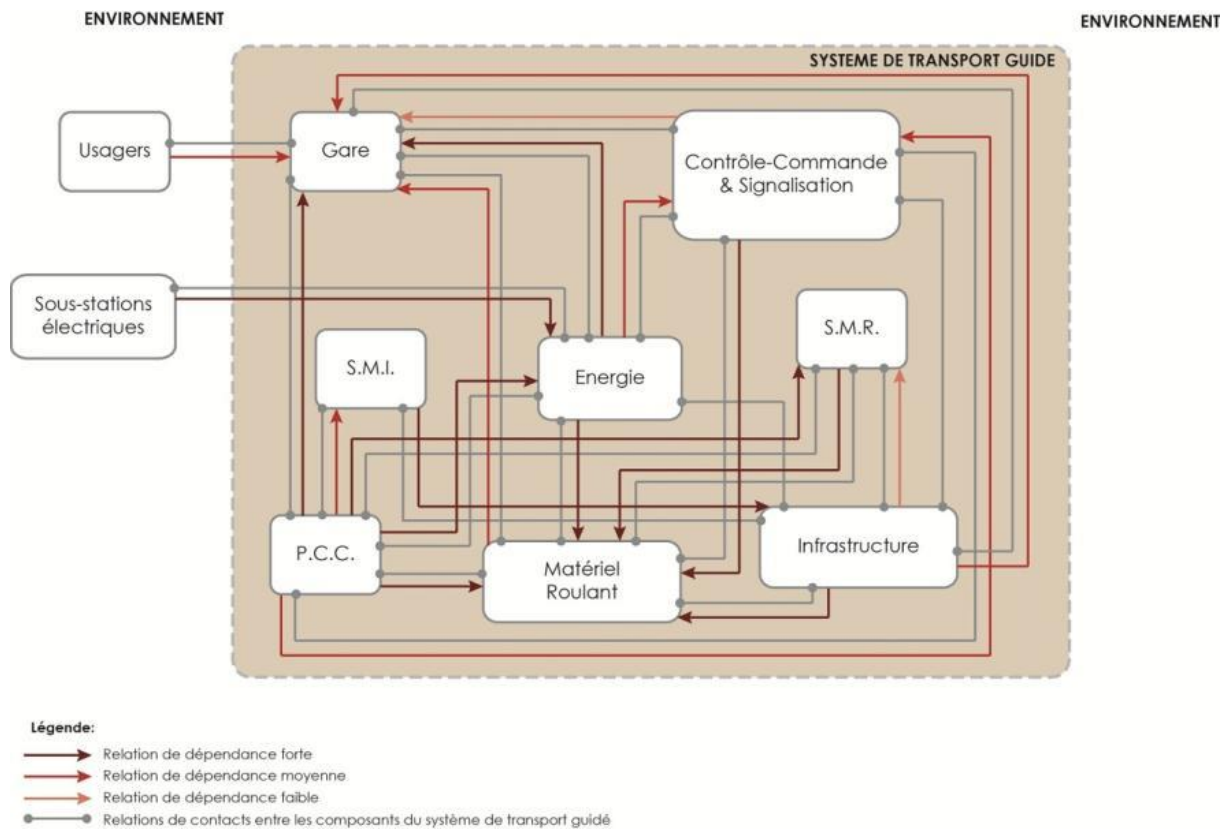 ENVIRONNEMENT
ENVIRONNEMENT
SYSTEME DE TRANSPORT GUIDE
Usagers
Gare
Contrôle-Commande
& Signalisation
Sous-stations
électriques
S.M.I.
Energie
S.M.R.
P.C.C.
Matériel
Roulant
Infrastructure
Légende:
Relation de dépendance forte
Relation de dépendance moyenne
Relation de dépendance faible
Relations de contacts entre les composants du système de transport guidé